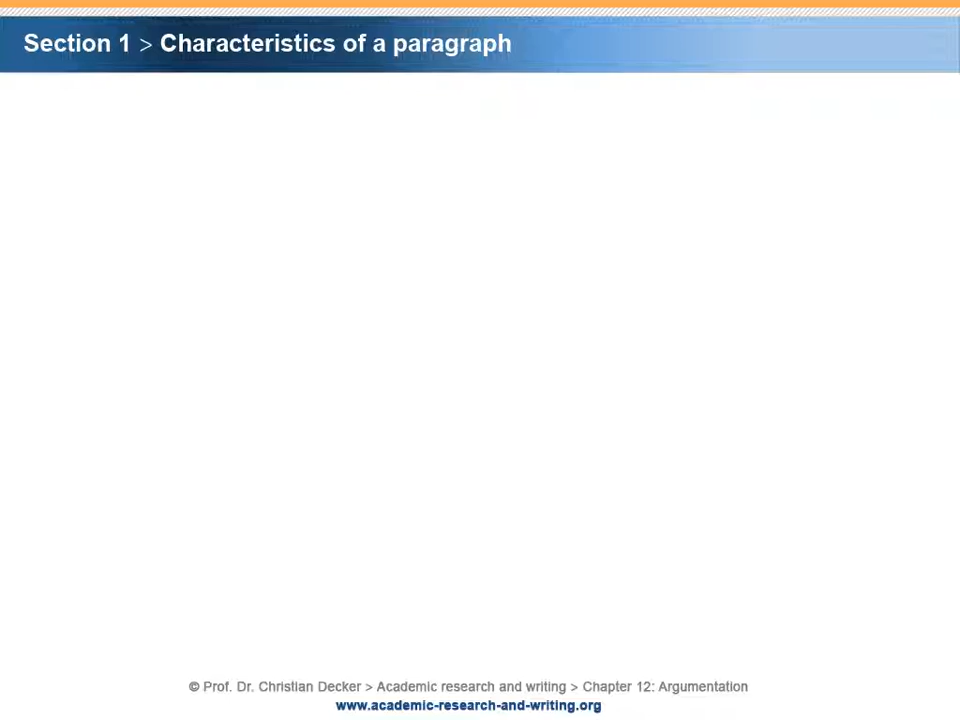 Section 1 > Characteristics of a paragraph
© Prof. Dr. Christian Decker > Academic research and writing > Chapter 12: Argumentation
www.academic-research-and-writing.org